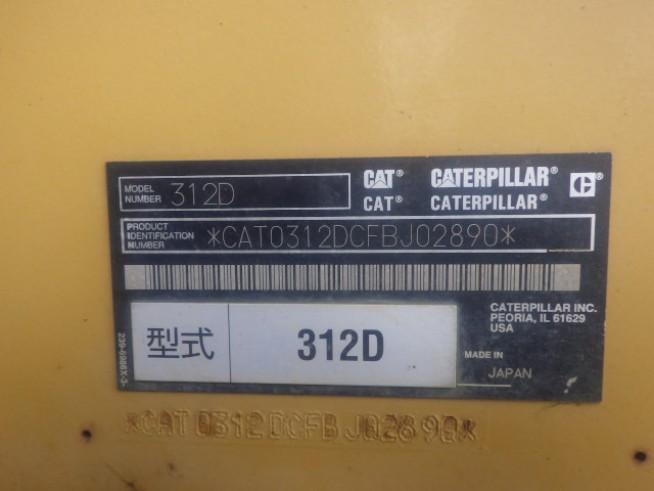 MODEL NUMBER 312D
CAT® CATERPILLAR® C
CAT® CATERPILLAR®
PRODUCT IDENTIFICATION NUMBER *CAT0312DCFBJ02890*
CATERPILLAR INC.
PEORIA, IL 61629
USA
型式 312D
MADE IN
JAPAN
*CAT0312DCFBJ02890*